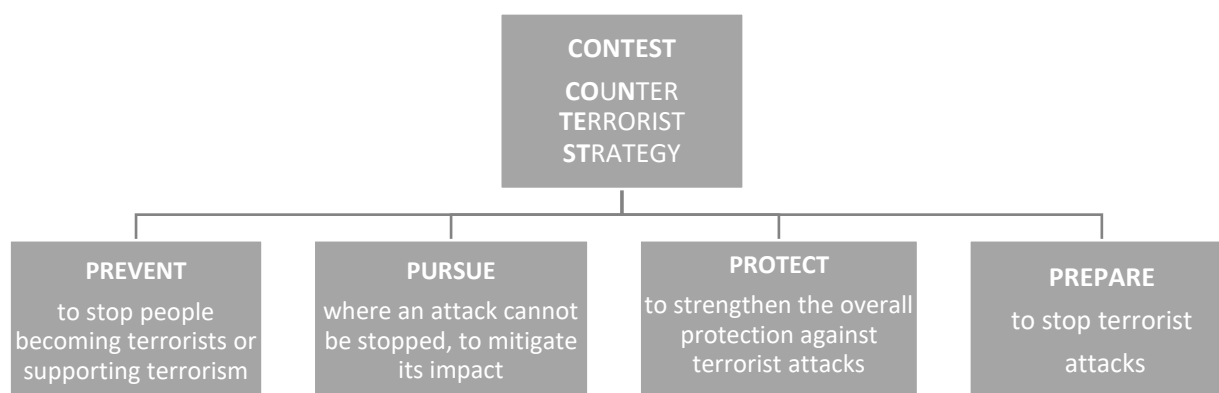 CONTEST
COUNTER
TERRORIST
STRATEGY
PREVENT
to stop people
becoming terrorists or
supporting terrorism
PURSUE
where an attack cannot
be stopped, to mitigate
its impact
PROTECT
to strengthen the overall
protection against
terrorist attacks
PREPARE
to stop terrorist
attacks